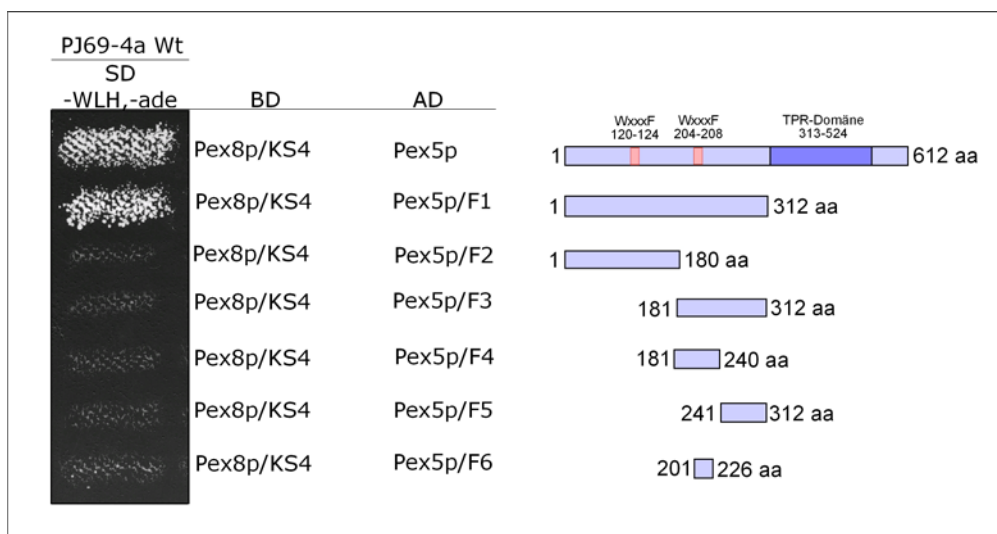 PJ69-4a Wt
SD
-WLH,-ade BD AD
WxxxF WxxxF TPR-Domäne
120-124 204-208 313-524
Pex8p/KS4 Pex5p 1 612 aa
Pex8p/KS4 Pex5p/F1 1 312 aa
Pex8p/KS4 Pex5p/F2 1 180 aa
Pex8p/KS4 Pex5p/F3 181 312 aa
Pex8p/KS4 Pex5p/F4 181 240 aa
Pex8p/KS4 Pex5p/F5 241 312 aa
Pex8p/KS4 Pex5p/F6 201 226 aa